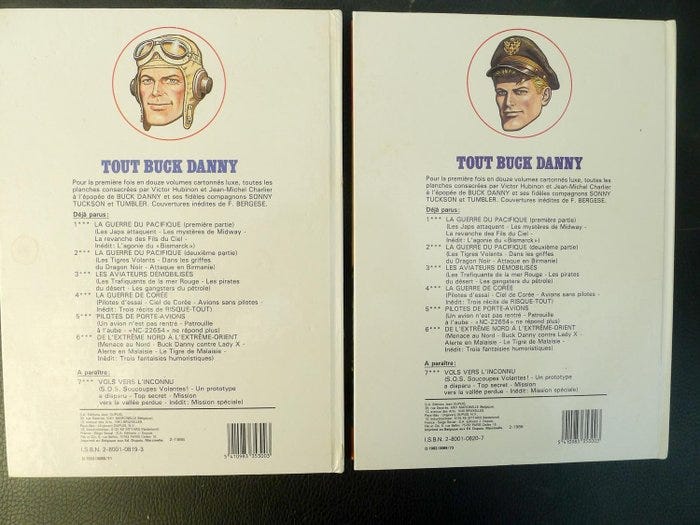 TOUT BUCK DANNY
Pour la première fois en douze volumes cartonnés luxe, toutes les
planches consacrées par Victor Hubinon et Jean-Michel Charlier
à l'épopée de BUCK DANNY et ses fidèles compagnons SONNY
TUCKSON et TUMBLER. Couvertures inédites de F. BERGESE.
Déjà parus:
1*** LA GUERRE DU PACIFIQUE (première partie)
(Les Japs attaquent - Les mystères de Midway -
La revanche des Fils du Ciel -
Inédit: L'agonie du «Bismarck»)
2*** LA GUERRE DU PACIFIQUE (deuxième partie)
(Les Tigres Volants - Dans les griffes
du Dragon Noir - Attaque en Birmanie)
3*** LES AVIATEURS DÉMOBILISÉS
(Les Trafiquants de la mer Rouge - Les pirates
du désert - Les gangsters du pétrole)
4*** LA GUERRE DE CORÉE
(Pilotes d'essai - Ciel de Corée - Avions sans pilotes -
Inédit: Trois récits de RISQUE-TOUT)
5*** PILOTES DE PORTE-AVIONS
(Un avion n'est pas rentré - Patrouille
à l'aube - «NC-22654» ne répond plus)
6*** DE L'EXTRÊME NORD À L'EXTRÊME-ORIENT
(Menace au Nord - Buck Danny contre Lady X -
Alerte en Malaisie - Le Tigre de Malaisie -
Inédit: Trois fantaisies humoristiques)
A paraître:
7*** VOLS VERS L'INCONNU
(S.O.S. Soucoupes Volantes! - Un prototype
a disparu - Top secret - Mission
vers la vallée perdue - Inédit: Mission spéciale)
I.S.B.N. 2-8001-0819-3
5410983353003
TOUT BUCK DANNY
Pour la première fois en douze volumes cartonnés luxe, toutes les
planches consacrées par Victor Hubinon et Jean-Michel Charlier
à l'épopée de BUCK DANNY et ses fidèles compagnons SONNY
TUCKSON et TUMBLER. Couvertures inédites de F. BERGESE.
Déjà parus:
1*** LA GUERRE DU PACIFIQUE (première partie)
(Les Japs attaquent - Les mystères de Midway -
La revanche des Fils du Ciel -
Inédit: L'agonie du «Bismarck»)
2*** LA GUERRE DU PACIFIQUE (deuxième partie)
(Les Tigres Volants - Dans les griffes
du Dragon Noir - Attaque en Birmanie)
3*** LES AVIATEURS DÉMOBILISÉS
(Les Trafiquants de la mer Rouge - Les pirates
du désert - Les gangsters du pétrole)
4*** LA GUERRE DE CORÉE
(Pilotes d'essai - Ciel de Corée - Avions sans pilotes -
Inédit: Trois récits de RISQUE-TOUT)
5*** PILOTES DE PORTE-AVIONS
(Un avion n'est pas rentré - Patrouille
à l'aube - «NC-22654» ne répond plus)
6*** DE L'EXTRÊME NORD À L'EXTRÊME-ORIENT
(Menace au Nord - Buck Danny contre Lady X -
Alerte en Malaisie - Le Tigre de Malaisie -
Inédit: Trois fantaisies humoristiques)
A paraître:
7*** VOLS VERS L'INCONNU
(S.O.S. Soucoupes Volantes! - Un prototype
a disparu - Top secret - Mission
vers la vallée perdue - Inédit: Mission spéciale)
I.S.B.N. 2-8001-0820-7
5410983353003